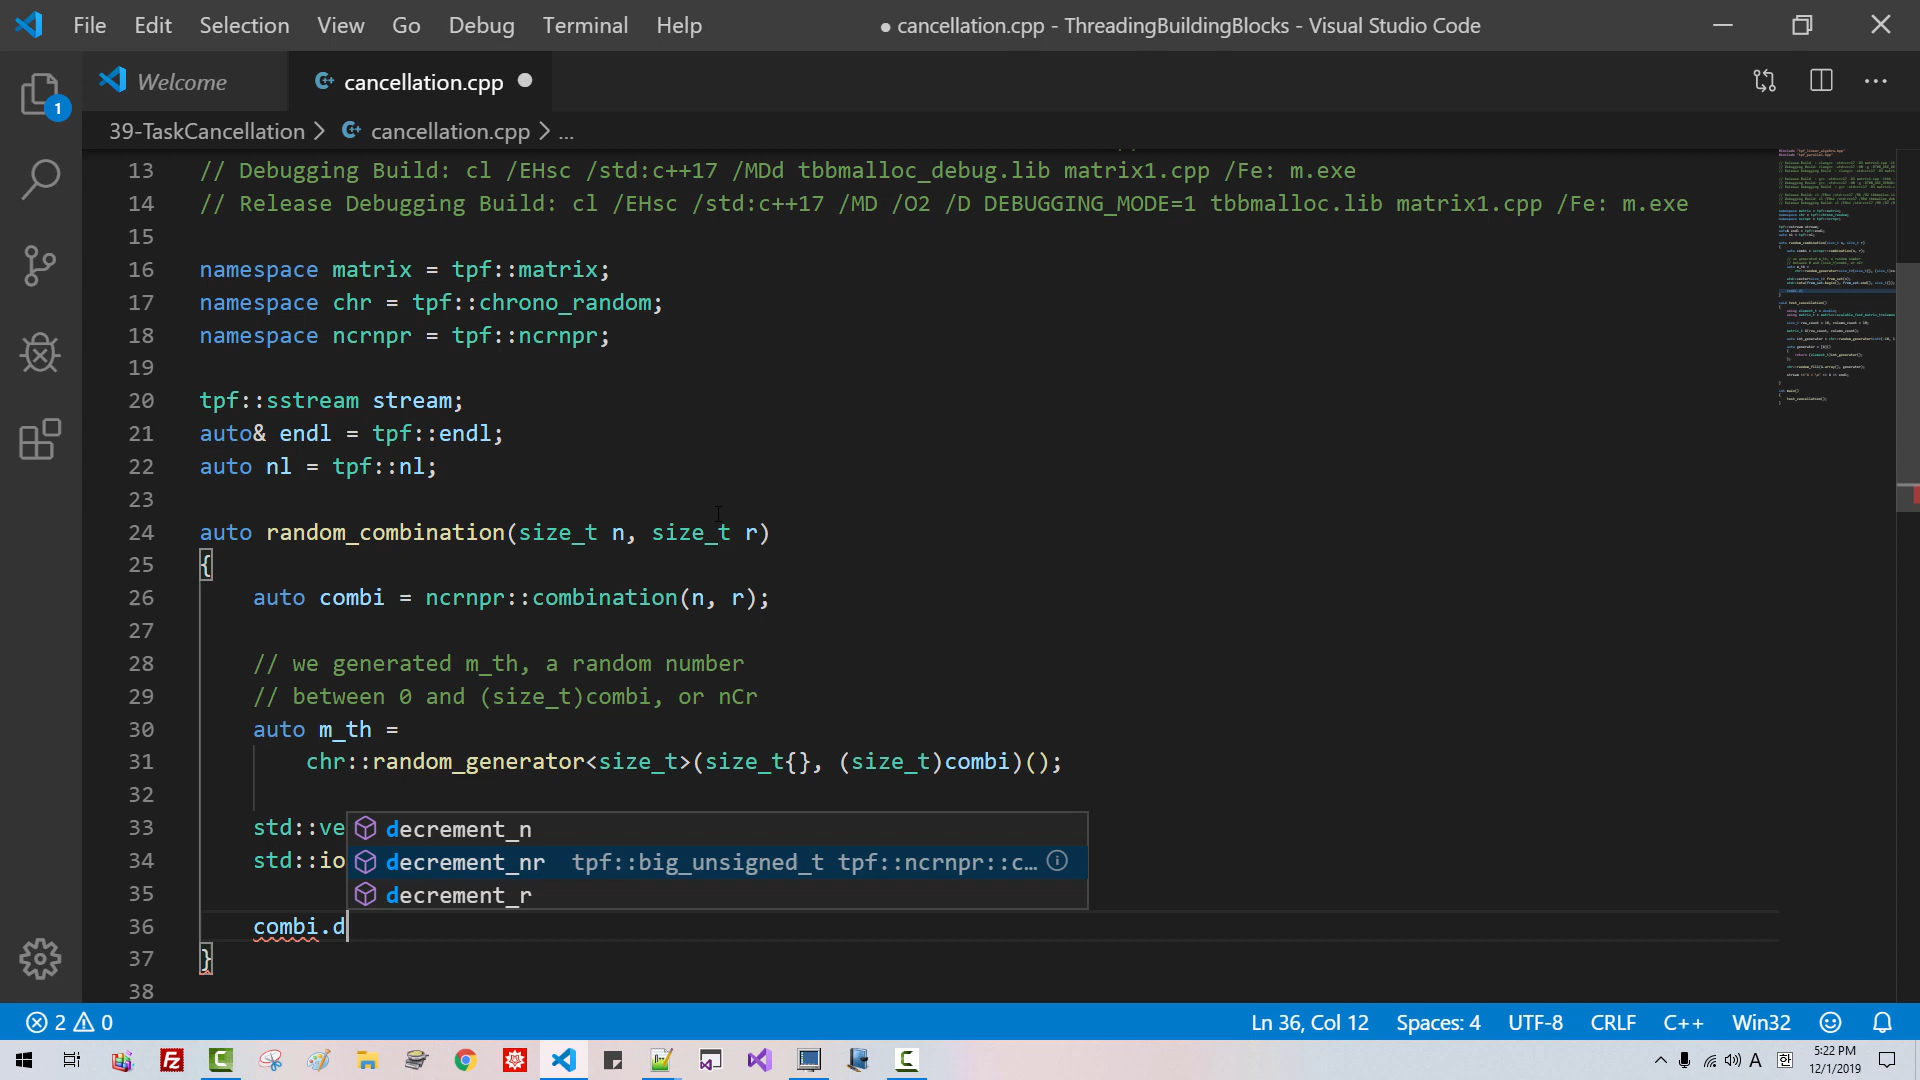 File Edit Selection View Go Debug Terminal Help
● cancellation.cpp - ThreadingBuildingBlocks - Visual Studio Code
Welcome
cancellation.cpp
39-TaskCancellation > cancellation.cpp > ...
1
13 // Debugging Build: cl /EHsc /std:c++17 /MDd tbbmalloc_debug.lib matrix1.cpp /Fe: m.exe
14 // Release Debugging Build: cl /EHsc /std:c++17 /MD /O2 /D DEBUGGING_MODE=1 tbbmalloc.lib matrix1.cpp /Fe: m.exe
15
16 namespace matrix = tpf::matrix;
17 namespace chr = tpf::chrono_random;
18 namespace ncrnpr = tpf::ncrnpr;
19
20 tpf::sstream stream;
21 auto& endl = tpf::endl;
22 auto nl = tpf::nl;
23
24 auto random_combination(size_t n, size_t r)
25 {
26 auto combi = ncrnpr::combination(n, r);
27
28 // we generated m_th, a random number
29 // between 0 and (size_t)combi, or nCr
30 auto m_th =
31 chr::random_generator<size_t>(size_t{}, (size_t)combi)();
32
33 std::ve
decrement_n
34 std::io
decrement_nr tpf::big_unsigned_t tpf::ncrnpr::c...
35
decrement_r
36 combi.d
37 }
38
2 0
Ln 36, Col 12 Spaces: 4 UTF-8 CRLF C++ Win32
A 한 5:22 PM
12/1/2019